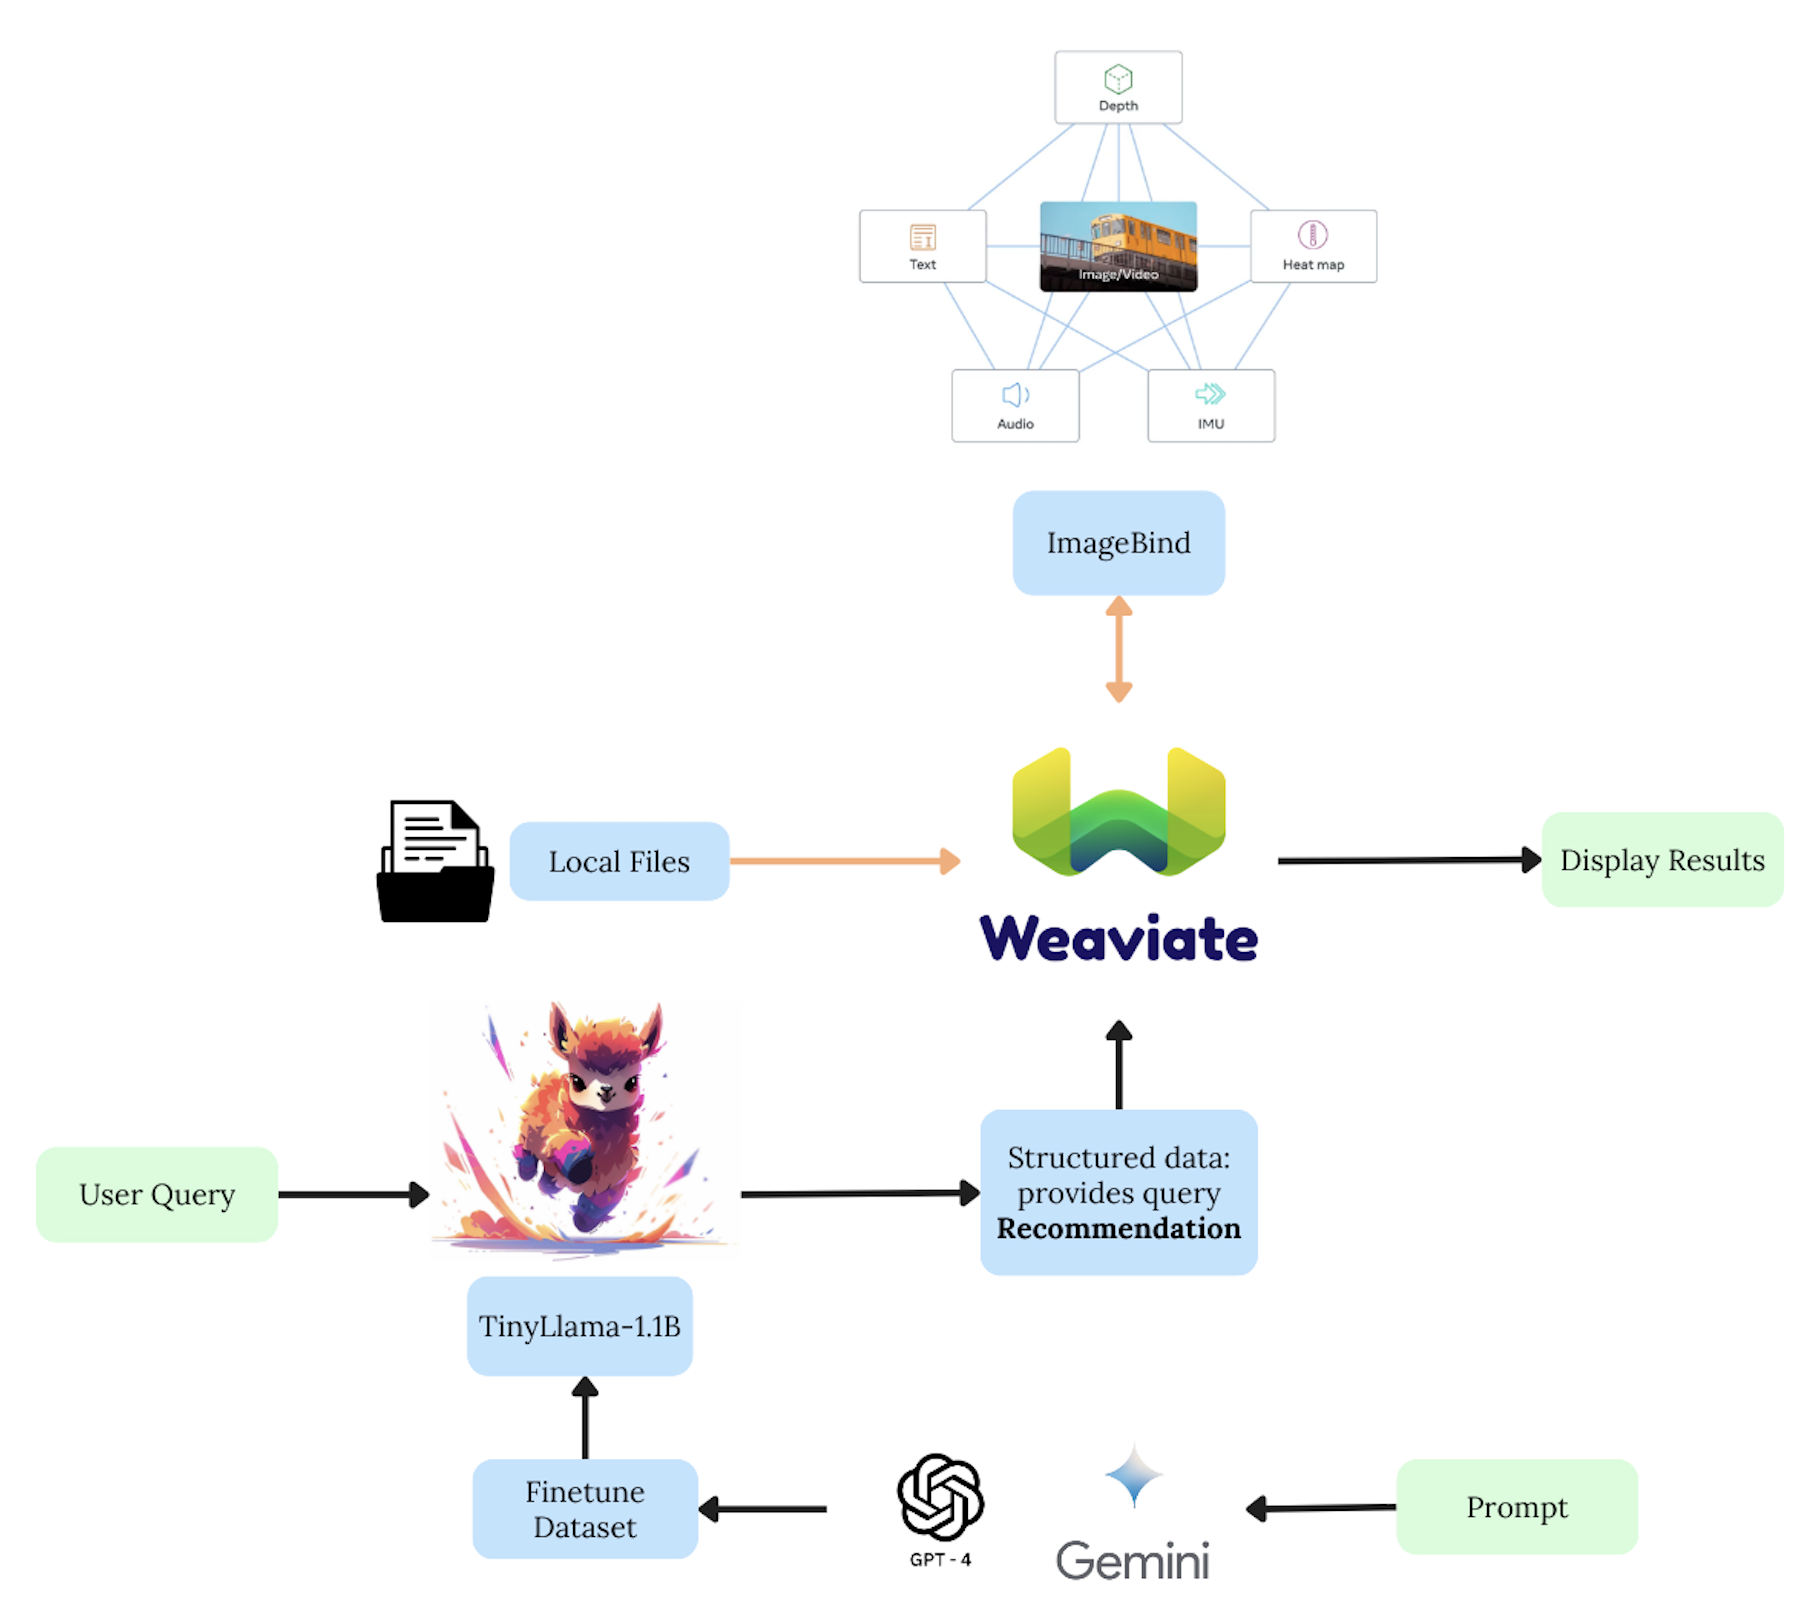 Depth
Text
Image/Video
Heat map
Audio
IMU
ImageBind
Local Files
Weaviate
Display Results
User Query
Structured data:
provides query
Recommendation
TinyLlama-1.1B
Finetune
Dataset
GPT - 4
Gemini
Prompt